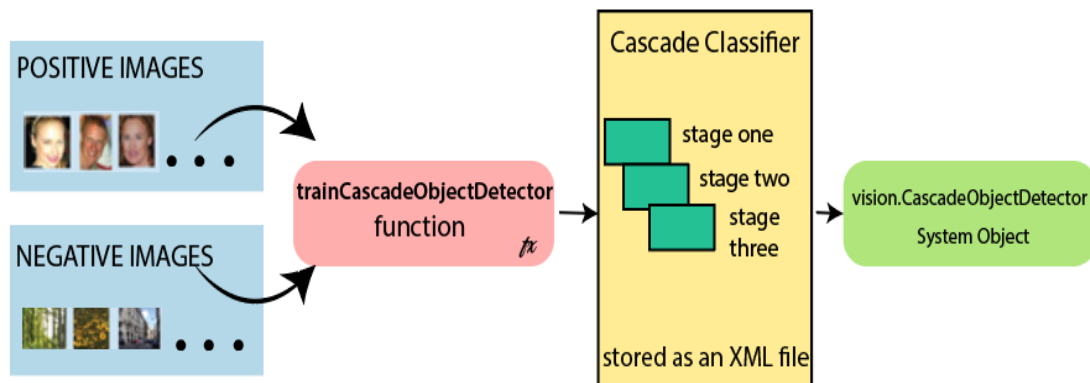 POSITIVE IMAGES
NEGATIVE IMAGES
trainCascadeObjectDetector
function
fx
Cascade Classifier
stage one
stage two
stage
three
stored as an XML file
vision.CascadeObjectDetector
System Object